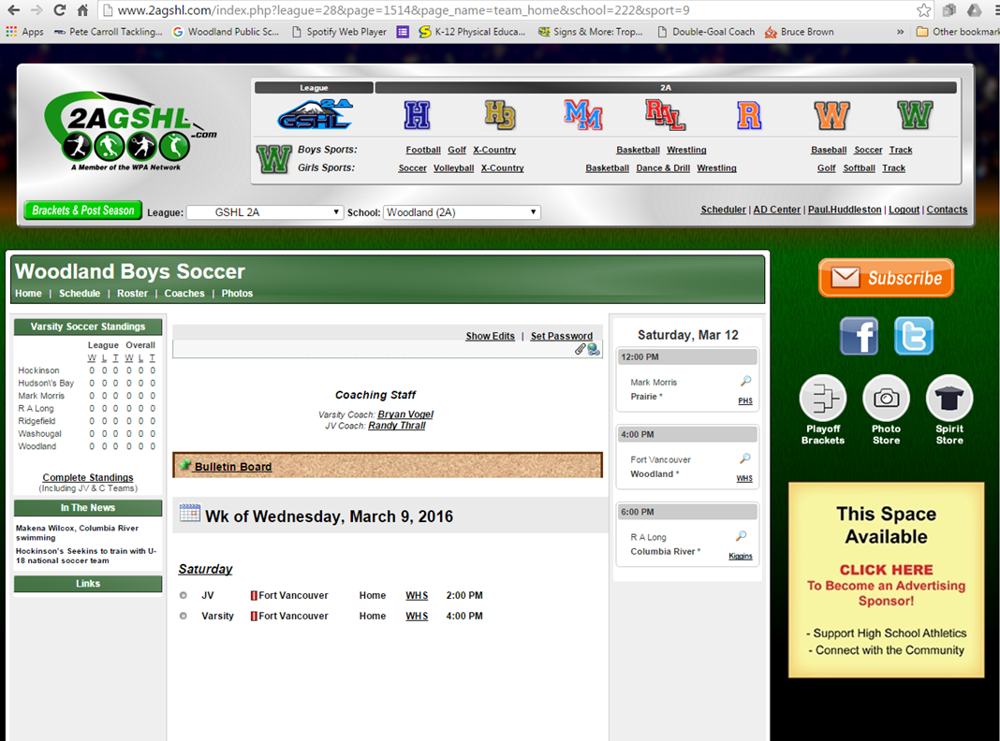 www.2agshl.com/index.php?league=28&page=1514&page_name=team_home&school=222&sport=9
Apps Pete Carroll Tackling... Woodland Public Sc... Spotify Web Player K-12 Physical Educa... Signs & More: Trop... Double-Goal Coach Bruce Brown » Other bookmark
2AGSHL.com
A Member of the WPA Network
League 2A
2A GSHL H HB MM RAL R W W
W Boys Sports: Football Golf X-Country Basketball Wrestling Baseball Soccer Track
Girls Sports: Soccer Volleyball X-Country Basketball Dance & Drill Wrestling Golf Softball Track
Brackets & Post Season League: GSHL 2A School: Woodland (2A)
Scheduler | AD Center | Paul.Huddleston | Logout | Contacts
Woodland Boys Soccer
Home | Schedule | Roster | Coaches | Photos
Varsity Soccer Standings
League Overall
W L T W L T
Hockinson 0 0 0 0 0 0
Hudson\'s Bay 0 0 0 0 0 0
Mark Morris 0 0 0 0 0 0
R A Long 0 0 0 0 0 0
Ridgefield 0 0 0 0 0 0
Washougal 0 0 0 0 0 0
Woodland 0 0 0 0 0 0
Complete Standings
(Including JV & C Teams)
In The News
Makena Wilcox, Columbia River
swimming
Hockinson's Seekins to train with U-
18 national soccer team
Links
Show Edits | Set Password
Coaching Staff
Varsity Coach: Bryan Vogel
JV Coach: Randy Thrall
Bulletin Board
Wk of Wednesday, March 9, 2016
Saturday
JV Fort Vancouver Home WHS 2:00 PM
Varsity Fort Vancouver Home WHS 4:00 PM
Saturday, Mar 12
12:00 PM
Mark Morris
Prairie * PHS
4:00 PM
Fort Vancouver
Woodland * WHS
6:00 PM
R A Long
Columbia River * Kiggins
Subscribe
f t
Playoff
Brackets
Photo
Store
Spirit
Store
This Space
Available
CLICK HERE
To Become an Advertising
Sponsor!
- Support High School Athletics
- Connect with the Community